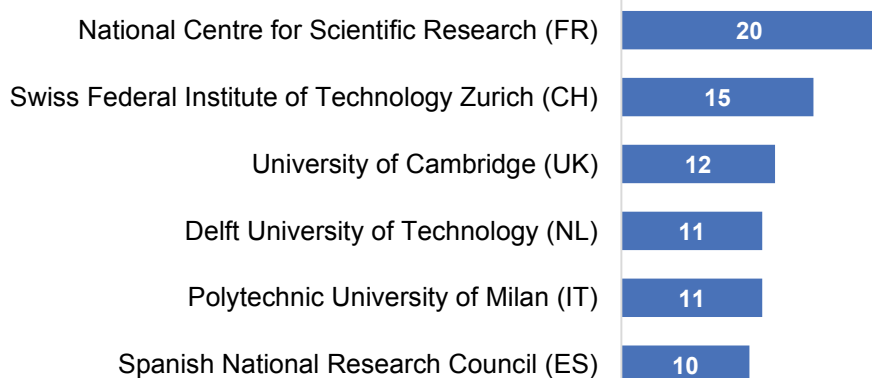 National Centre for Scientific Research (FR) 20
Swiss Federal Institute of Technology Zurich (CH) 15
University of Cambridge (UK) 12
Delft University of Technology (NL) 11
Polytechnic University of Milan (IT) 11
Spanish National Research Council (ES) 10